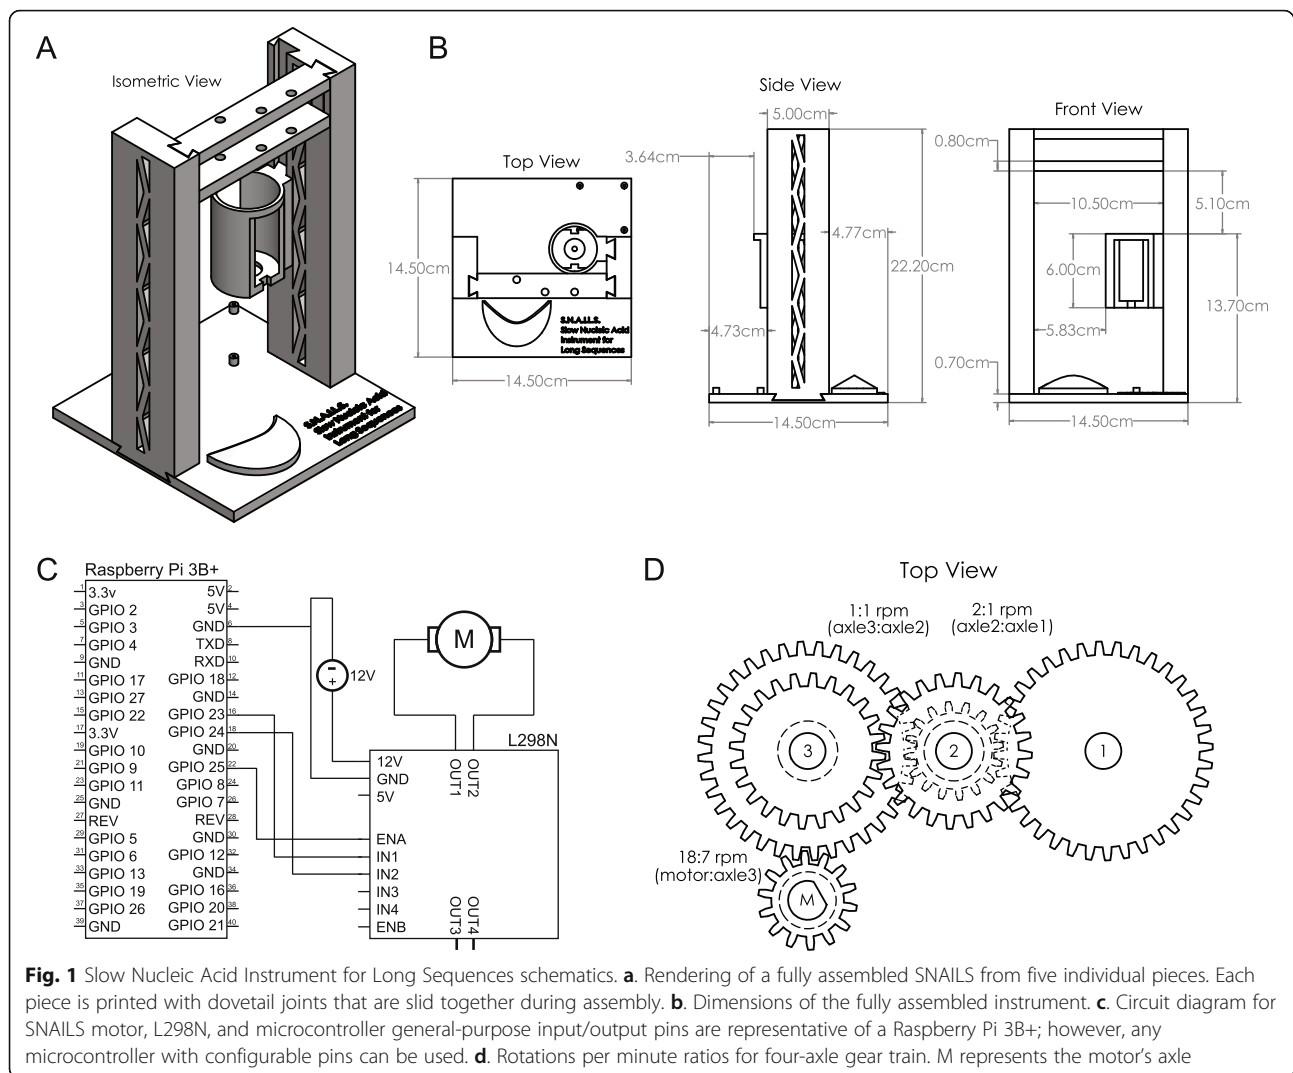 A
Isometric View
S.N.A.I.L.S.
Slow Nucleic Acid
Instrument for
Long Sequences
B
Top View
14.50cm
14.50cm
S.N.A.I.L.S.
Slow Nucleic Acid
Instrument for
Long Sequences
Side View
5.00cm
3.64cm
4.77cm
22.20cm
4.73cm
14.50cm
Front View
0.80cm
10.50cm
5.10cm
6.00cm
13.70cm
5.83cm
0.70cm
14.50cm
C
Raspberry Pi 3B+
1 3.3v 5V 2
3 GPIO 2 5V 4
5 GPIO 3 GND 6
7 GPIO 4 TXD 8
9 GND RXD 10
11 GPIO 17 GPIO 18 12
13 GPIO 27 GND 14
15 GPIO 22 GPIO 23 16
17 3.3V GPIO 24 18
19 GPIO 10 GND 20
21 GPIO 9 GPIO 25 22
23 GPIO 11 GPIO 8 24
25 GND GPIO 7 26
27 REV REV 28
29 GPIO 5 GND 30
31 GPIO 6 GPIO 12 32
33 GPIO 13 GND 34
35 GPIO 19 GPIO 16 36
37 GPIO 26 GPIO 20 38
39 GND GPIO 21 40
M
- + 12V
L298N
12V
GND
5V
OUT1
OUT2
ENA
IN1
IN2
IN3
IN4
ENB
OUT3
OUT4
D
Top View
1:1 rpm
(axle3:axle2)
2:1 rpm
(axle2:axle1)
3
2
1
18:7 rpm
(motor:axle3)
M
Fig. 1 Slow Nucleic Acid Instrument for Long Sequences schematics. a. Rendering of a fully assembled SNAILS from five individual pieces. Each
piece is printed with dovetail joints that are slid together during assembly. b. Dimensions of the fully assembled instrument. c. Circuit diagram for
SNAILS motor, L298N, and microcontroller general-purpose input/output pins are representative of a Raspberry Pi 3B+; however, any
microcontroller with configurable pins can be used. d. Rotations per minute ratios for four-axle gear train. M represents the motor's axle